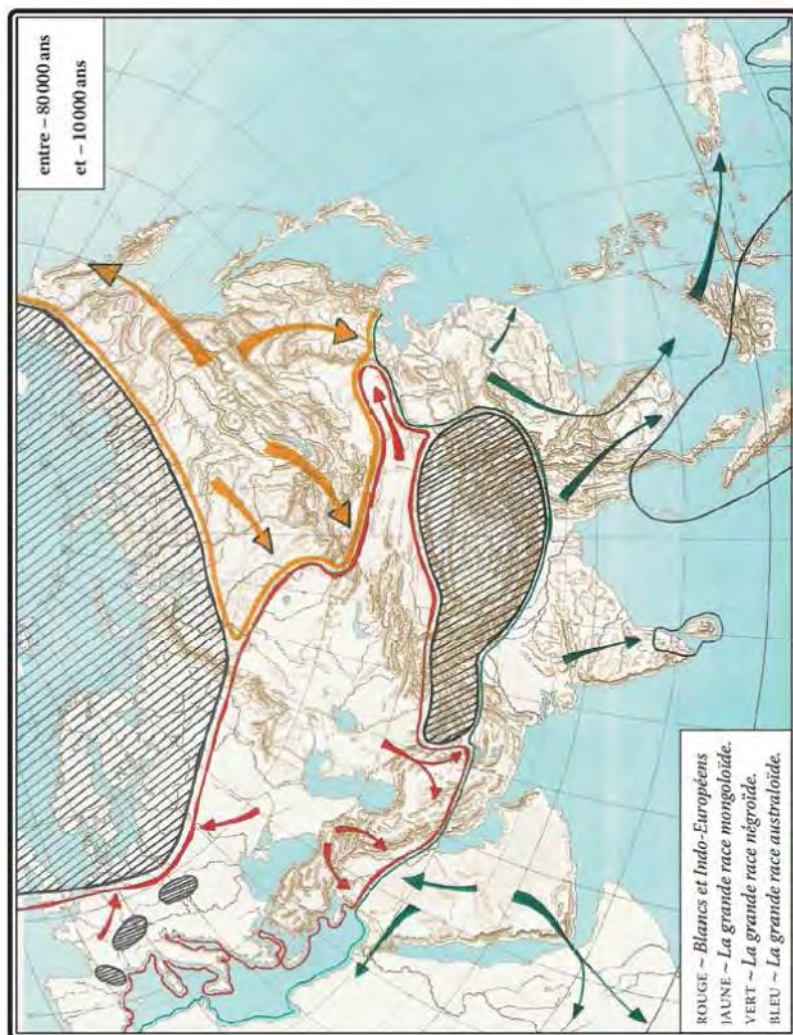 entre – 80 000 ans
et – 10 000 ans
ROUGE ~ Blancs et Indo-Européens
JAUNE ~ La grande race mongoloïde.
VERT ~ La grande race négroïde.
BLEU ~ La grande race australoïde.